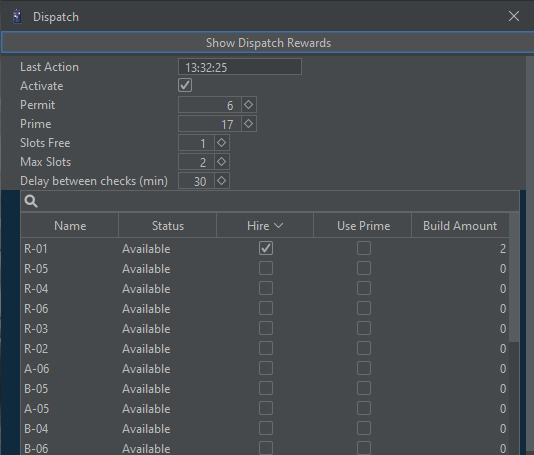 Dispatch
Show Dispatch Rewards
Last Action 13:32:25
Activate
Permit 6
Prime 17
Slots Free 1
Max Slots 2
Delay between checks (min) 30
Name Status Hire Use Prime Build Amount
R-01 Available 2
R-05 Available 0
R-04 Available 0
R-06 Available 0
R-03 Available 0
R-02 Available 0
A-06 Available 0
B-05 Available 0
A-05 Available 0
B-04 Available 0
B-06 Available 0